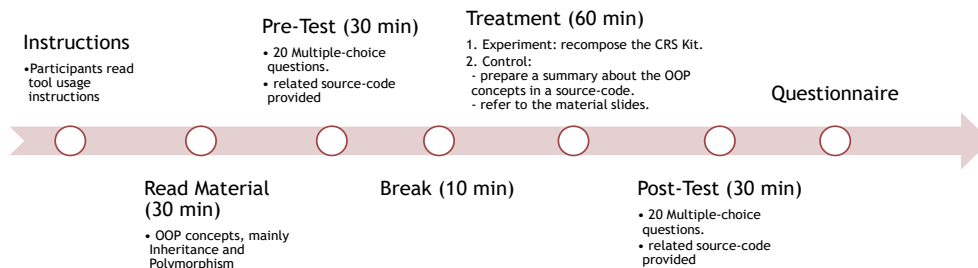 Instructions
•Participants read
tool usage
instructions
Read Material
(30 min)
• OOP concepts, mainly
Inheritance and
Polymorphism
Pre-Test (30 min)
• 20 Multiple-choice
questions.
• related source-code
provided
Break (10 min)
Treatment (60 min)
1. Experiment: recompose the CRS Kit.
2. Control:
- prepare a summary about the OOP
concepts in a source-code.
- refer to the material slides.
Post-Test (30 min)
• 20 Multiple-choice
questions.
• related source-code
provided
Questionnaire